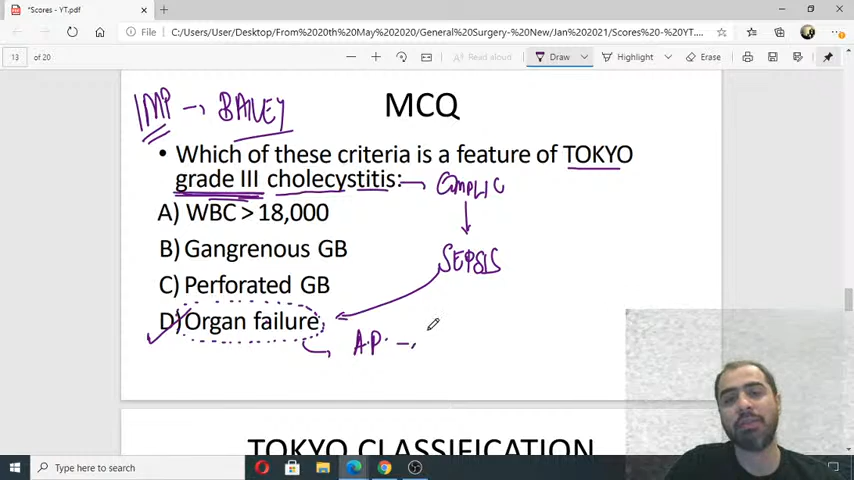 *Scores - YT.pdf
File
C:/Users/User/Desktop/From%2020th%20May%202020/General%20Surgery-%20New/Jan%202021/Scores%20-%20YT....
13 of 20
Read aloud
Draw
Highlight
Erase
IMP → BAILEY
MCQ
• Which of these criteria is a feature of TOKYO
grade III cholecystitis:
COMPLIC
A) WBC > 18,000
B) Gangrenous GB
SEPSIS
C) Perforated GB
D) Organ failure
A.P. -
TOKYO CLASSIFICATION
Type here to search